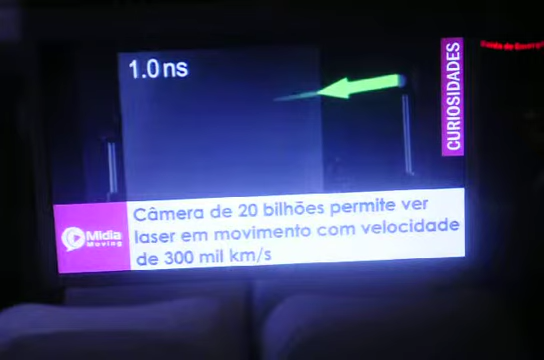 1.0 ns
CURIOSIDADES
Mídia
Moving
Câmera de 20 bilhões permite ver
laser em movimento com velocidade
de 300 mil km/s